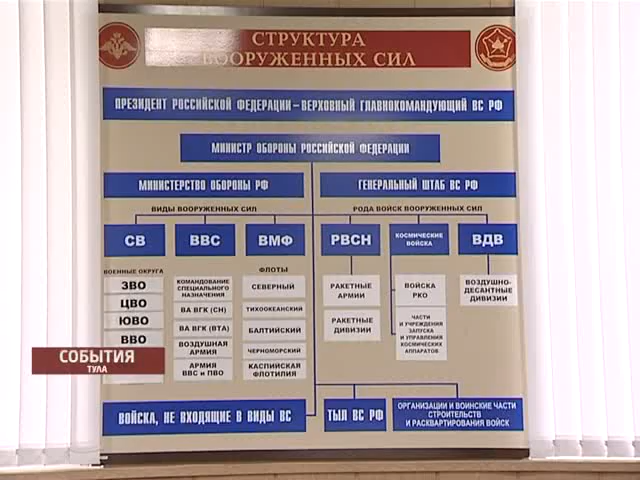 СТРУКТУРА
ВООРУЖЕННЫХ СИЛ
ПРЕЗИДЕНТ РОССИЙСКОЙ ФЕДЕРАЦИИ – ВЕРХОВНЫЙ ГЛАВНОКОМАНДУЮЩИЙ ВС РФ
МИНИСТР ОБОРОНЫ РОССИЙСКОЙ ФЕДЕРАЦИИ
МИНИСТЕРСТВО ОБОРОНЫ РФ
ГЕНЕРАЛЬНЫЙ ШТАБ ВС РФ
ВИДЫ ВООРУЖЕННЫХ СИЛ
РОДА ВОЙСК ВООРУЖЕННЫХ СИЛ
СВ
ВВС
ВМФ
РВСН
КОСМИЧЕСКИЕ
ВОЙСКА
ВДВ
ВОЕННЫЕ ОКРУГА
ЗВО
ЦВО
ЮВО
ВВО
КОМАНДОВАНИЕ
СПЕЦИАЛЬНОГО
НАЗНАЧЕНИЯ
ВА ВГК (СН)
ВА ВГК (ВТА)
ВОЗДУШНАЯ
АРМИЯ
АРМИЯ
ВВС и ПВО
ФЛОТЫ
СЕВЕРНЫЙ
ТИХООКЕАНСКИЙ
БАЛТИЙСКИЙ
ЧЕРНОМОРСКИЙ
КАСПИЙСКАЯ
ФЛОТИЛИЯ
РАКЕТНЫЕ
АРМИИ
РАКЕТНЫЕ
ДИВИЗИИ
ВОЙСКА
РКО
ЧАСТИ
И УЧРЕЖДЕНИЯ
ЗАПУСКА
И УПРАВЛЕНИЯ
КОСМИЧЕСКИХ
АППАРАТОВ
ВОЗДУШНО-
ДЕСАНТНЫЕ
ДИВИЗИИ
СОБЫТИЯ
ТУЛА
ВОЙСКА, НЕ ВХОДЯЩИЕ В ВИДЫ ВС
ТЫЛ ВС РФ
ОРГАНИЗАЦИИ И ВОИНСКИЕ ЧАСТИ
СТРОИТЕЛЬСТВ
И РАСКВАРТИРОВАНИЯ ВОЙСК